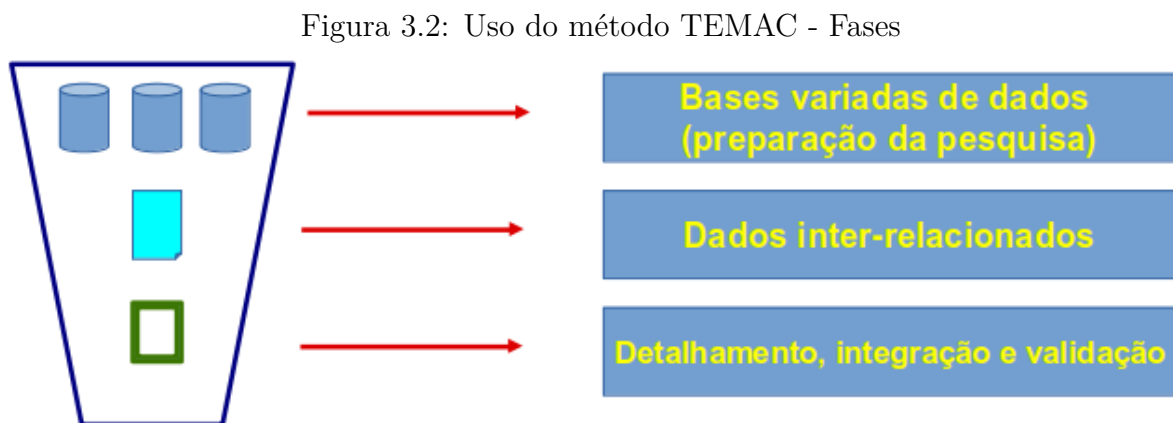 Figura 3.2: Uso do método TEMAC - Fases
Bases variadas de dados
(preparação da pesquisa)
Dados inter-relacionados
Detalhamento, integração e validação